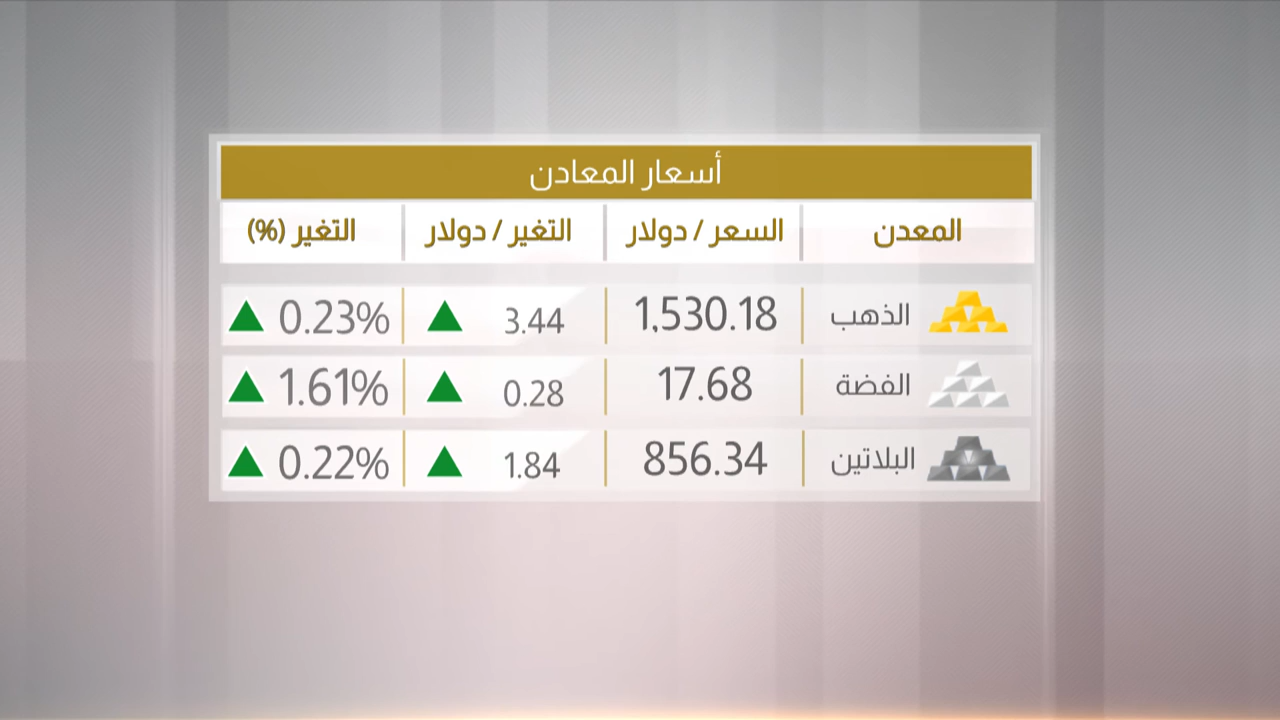 أسعار المعادن
المعدن السعر / دولار التغير / دولار التغير (%)
الذهب 1,530.18 3.44 0.23%
الفضة 17.68 0.28 1.61%
البلاتين 856.34 1.84 0.22%